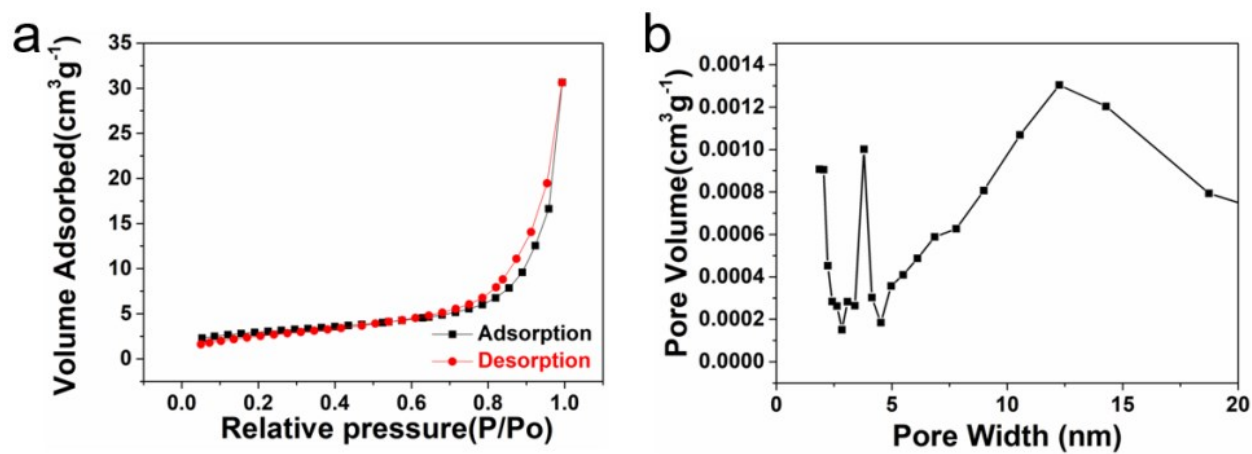 a
Volume Adsorbed(cm³g⁻¹)
35
30
25
20
15
10
5
0
0.0 0.2 0.4 0.6 0.8 1.0
Relative pressure(P/Po)
Adsorption
Desorption
b
Pore Volume(cm³g⁻¹)
0.0014
0.0012
0.0010
0.0008
0.0006
0.0004
0.0002
0.0000
0 5 10 15 20
Pore Width (nm)